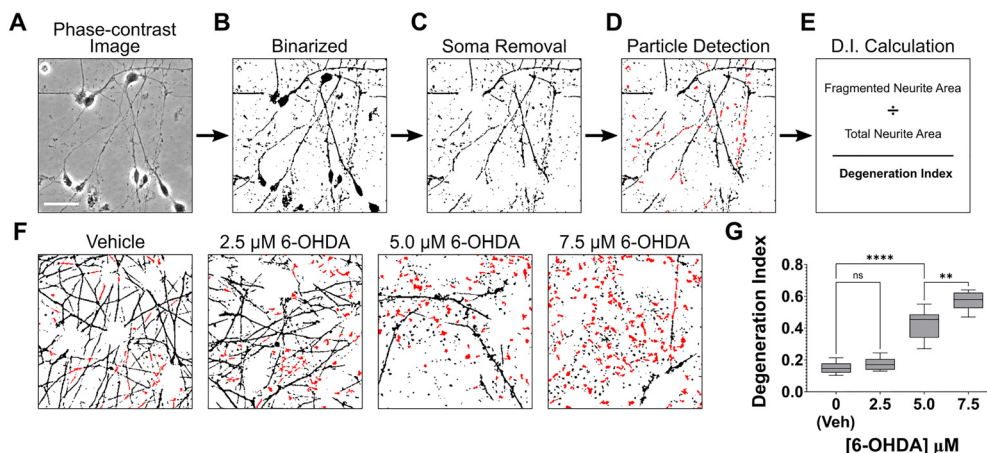 A
Phase-contrast
Image
B
Binarized
C
Soma Removal
D
Particle Detection
E
D.I. Calculation
Fragmented Neurite Area
÷
Total Neurite Area
Degeneration Index
F
Vehicle
2.5 µM 6-OHDA
5.0 µM 6-OHDA
7.5 µM 6-OHDA
G
Degeneration Index
0.8
0.6
0.4
0.2
0.0
****
ns
**
0
(Veh)
2.5
5.0
7.5
[6-OHDA] µM